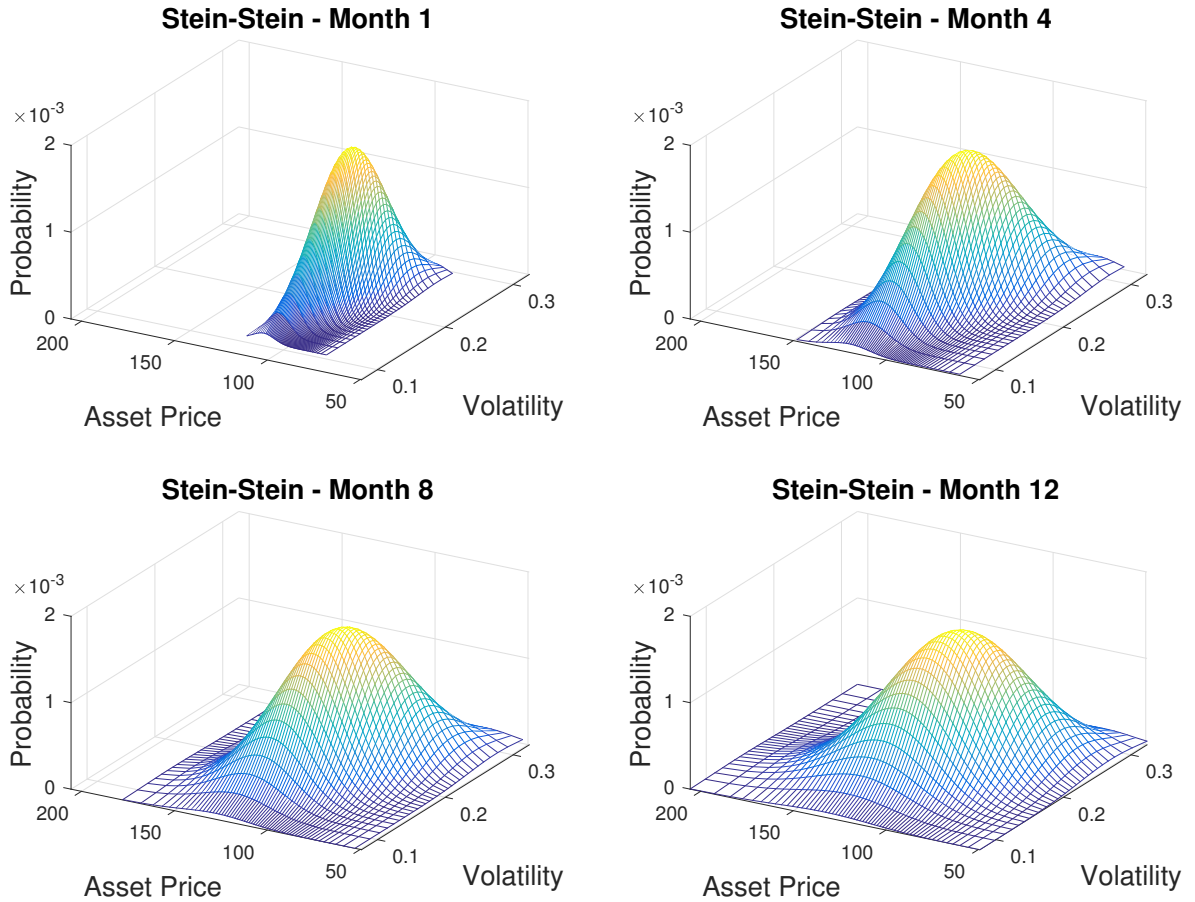 Stein-Stein - Month 1
×10⁻³
2
1
0
Probability
200
150
100
50
Asset Price
0.1
0.2
0.3
Volatility
Stein-Stein - Month 4
×10⁻³
2
1
0
Probability
200
150
100
50
Asset Price
0.1
0.2
0.3
Volatility
Stein-Stein - Month 8
×10⁻³
2
1
0
Probability
200
150
100
50
Asset Price
0.1
0.2
0.3
Volatility
Stein-Stein - Month 12
×10⁻³
2
1
0
Probability
200
150
100
50
Asset Price
0.1
0.2
0.3
Volatility